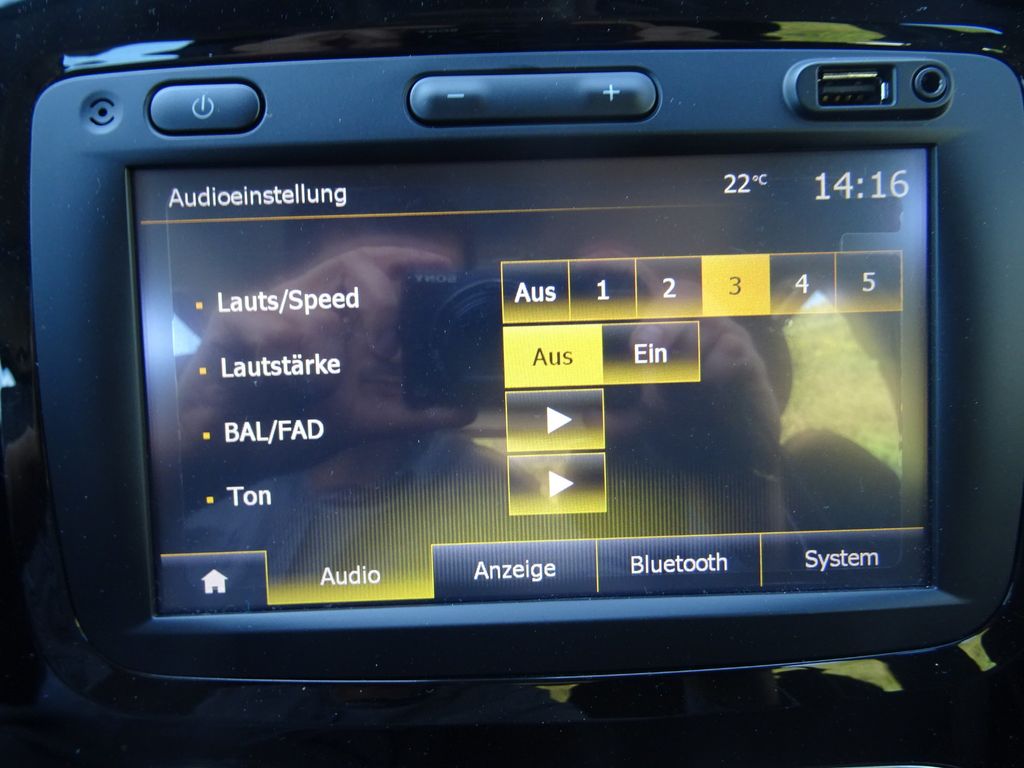 − +
Audioeinstellung 22°C 14:16
SONY
Lauts/Speed Aus 1 2 3 4 5
Lautstärke Aus Ein
BAL/FAD
Ton
Audio Anzeige Bluetooth System